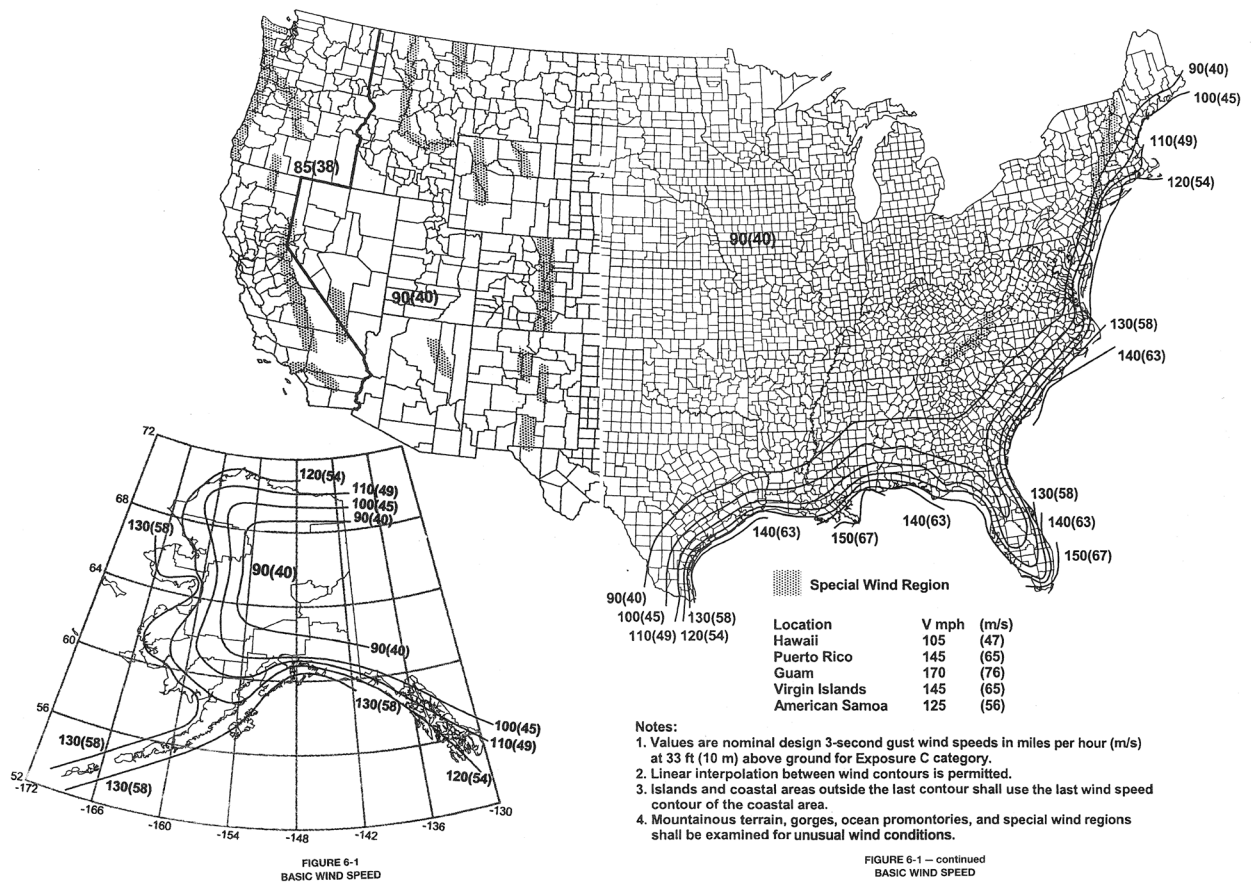 90(40)
100(45)
110(49)
120(54)
85(38)
90(40)
90(40)
130(58)
140(63)
130(58)
140(63)
150(67)
140(63)
150(67)
140(63)
90(40)
100(45)
110(49)
120(54)
130(58)
72
68
64
60
56
52
-172
-166
-160
-154
-148
-142
-136
-130
120(54)
110(49)
100(45)
90(40)
130(58)
90(40)
90(40)
130(58)
100(45)
110(49)
120(54)
130(58)
130(58)
Special Wind Region
Location V mph (m/s)
Hawaii 105 (47)
Puerto Rico 145 (65)
Guam 170 (76)
Virgin Islands 145 (65)
American Samoa 125 (56)
Notes:
1. Values are nominal design 3-second gust wind speeds in miles per hour (m/s)
at 33 ft (10 m) above ground for Exposure C category.
2. Linear interpolation between wind contours is permitted.
3. Islands and coastal areas outside the last contour shall use the last wind speed
contour of the coastal area.
4. Mountainous terrain, gorges, ocean promontories, and special wind regions
shall be examined for unusual wind conditions.
FIGURE 6-1
BASIC WIND SPEED
FIGURE 6-1 — continued
BASIC WIND SPEED